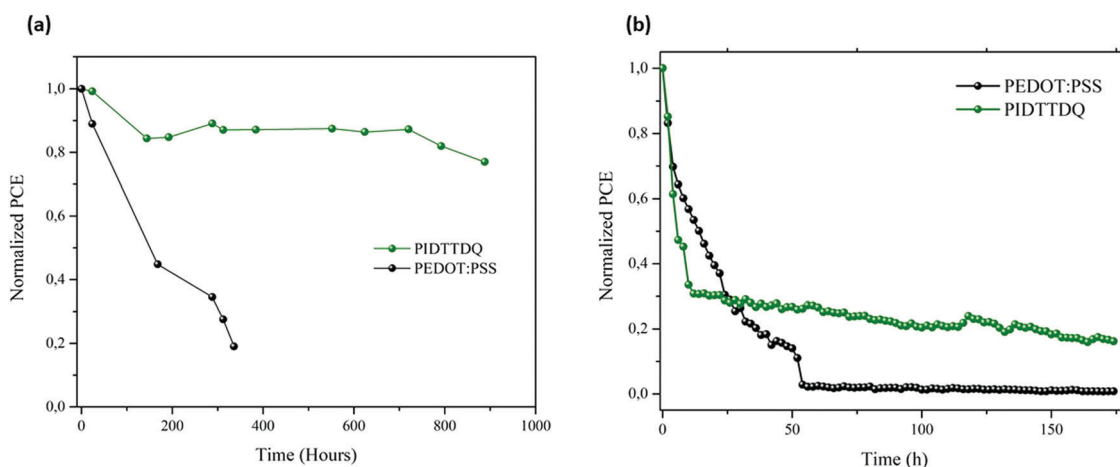 (a)
1,0
0,8
0,6
0,4
0,2
0,0
Normalized PCE
PIDTTDQ
PEDOT:PSS
0
200
400
600
800
1000
Time (Hours)
(b)
1,0
0,8
0,6
0,4
0,2
0,0
Normalized PCE
PEDOT:PSS
PIDTTDQ
0
50
100
150
Time (h)